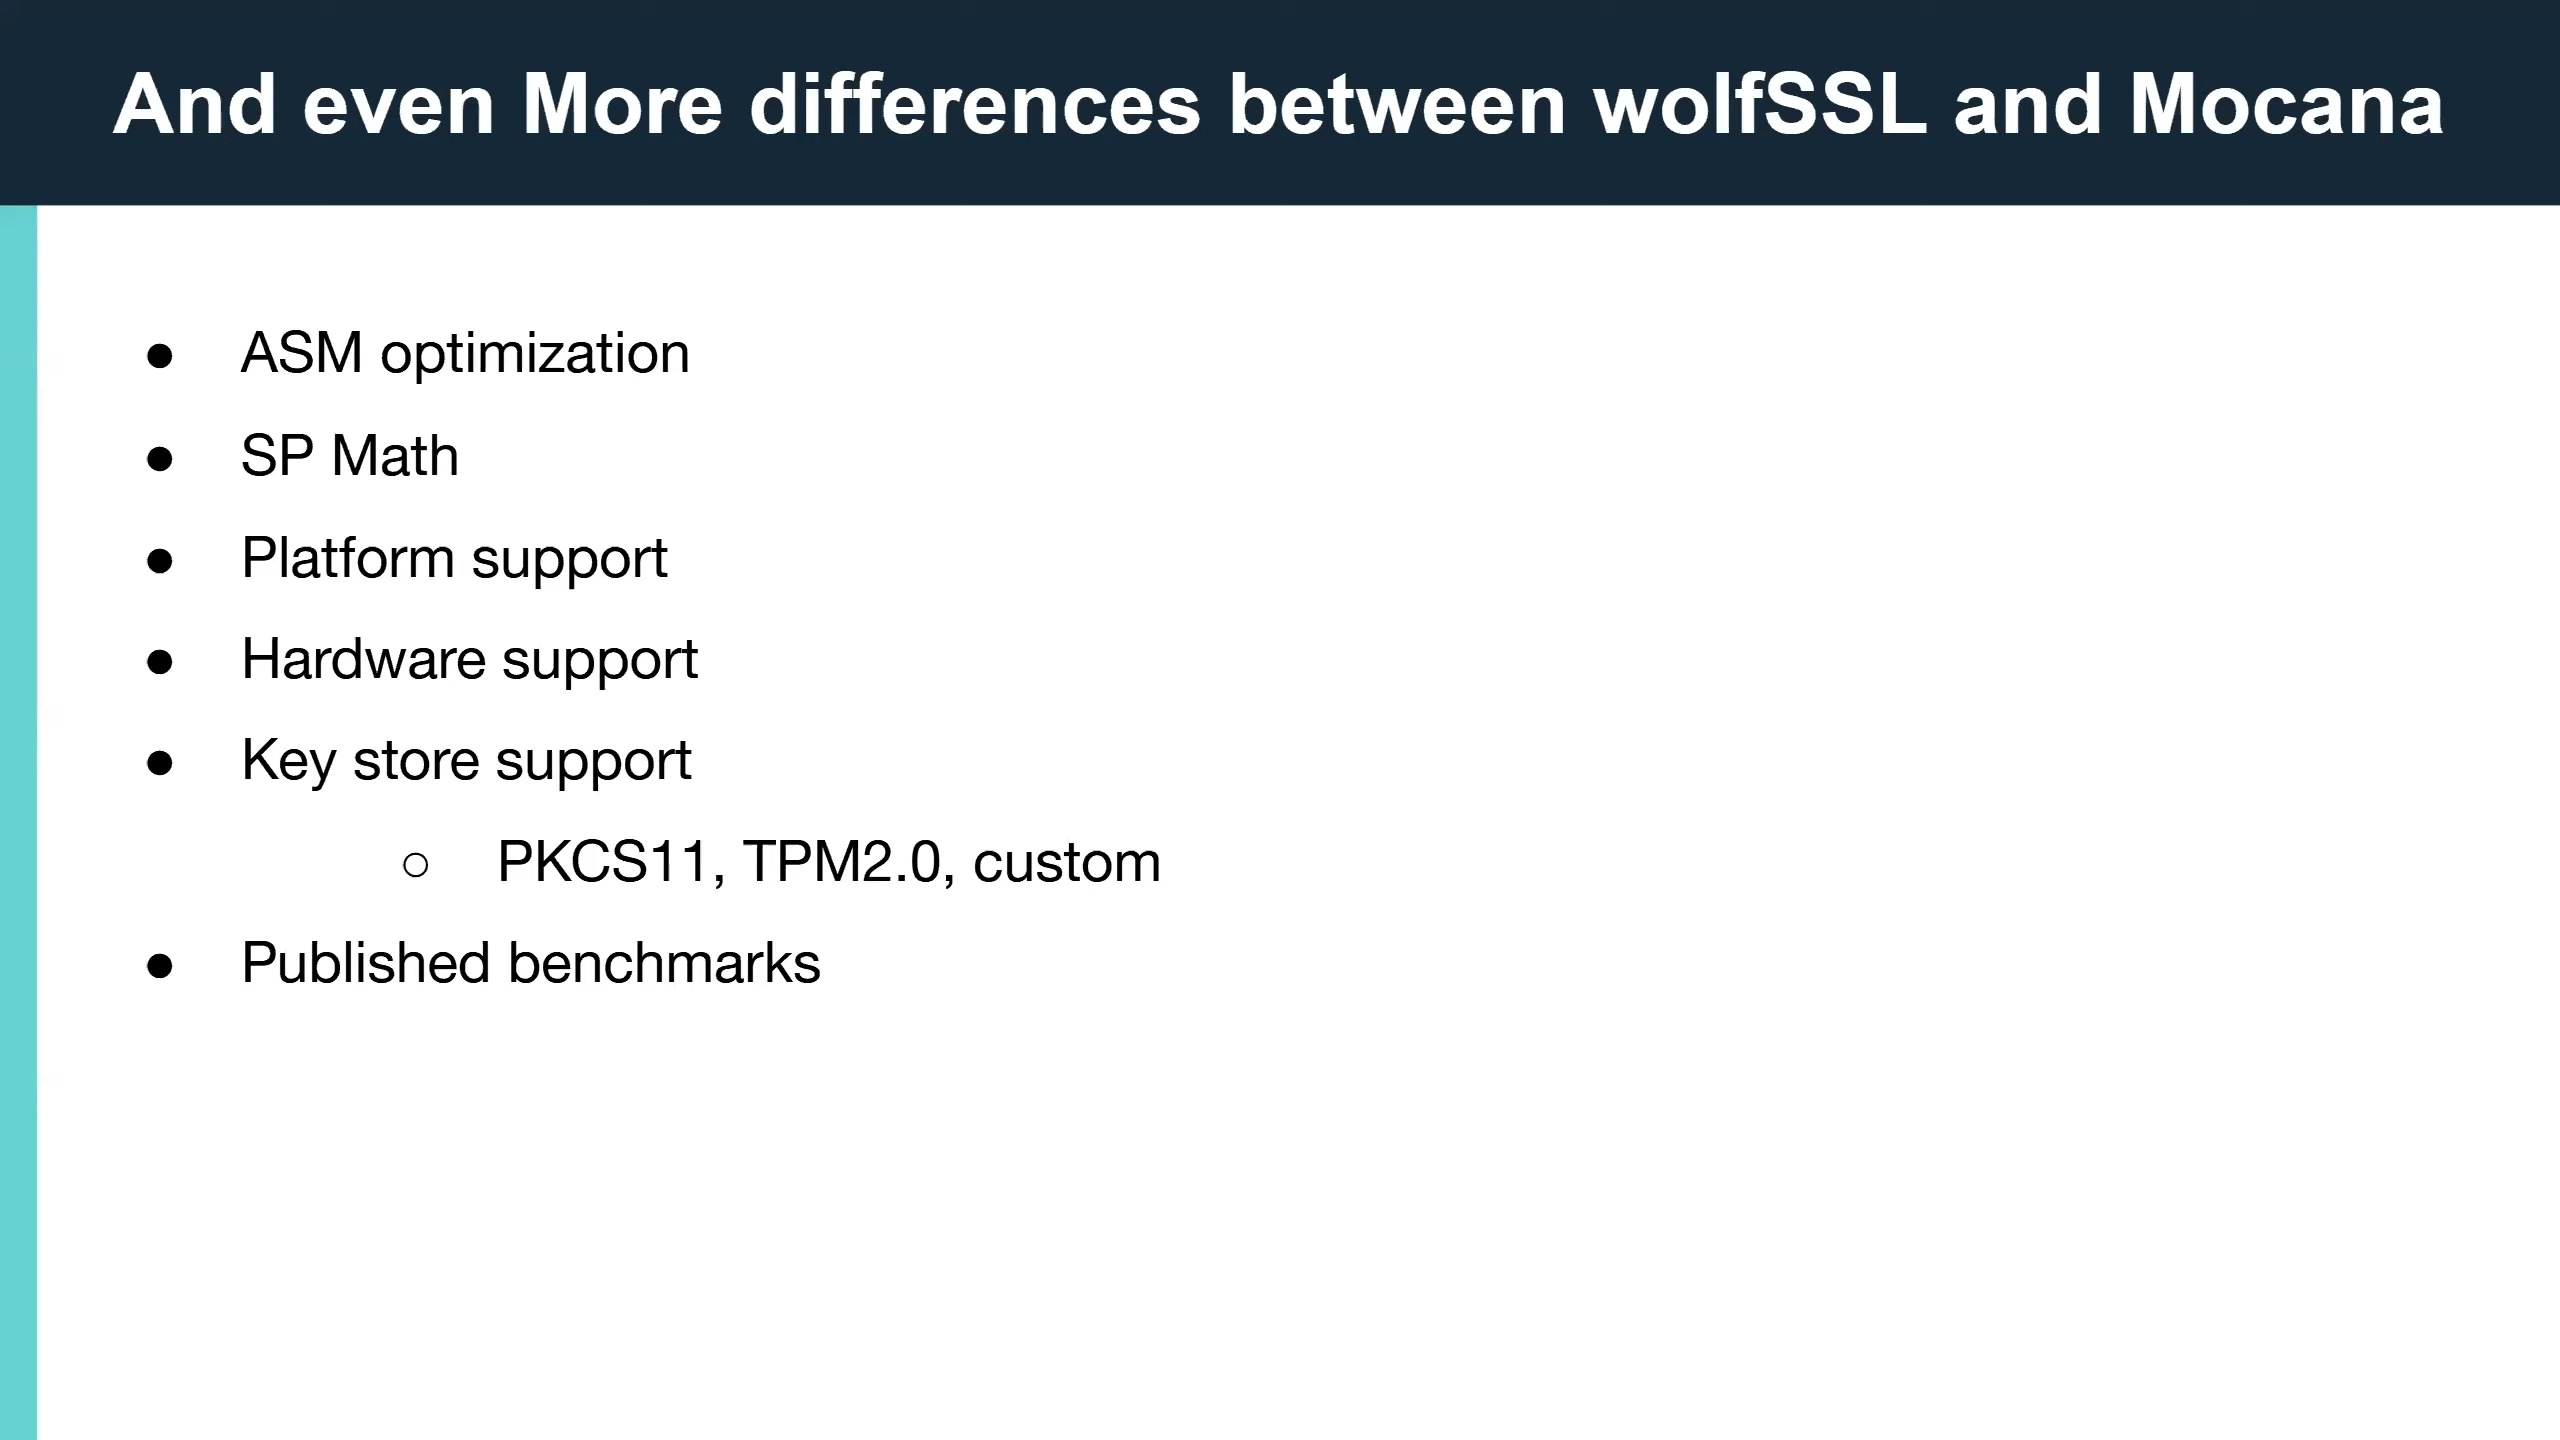 And even More differences between wolfSSL and Mocana
● ASM optimization
● SP Math
● Platform support
● Hardware support
● Key store support
○ PKCS11, TPM2.0, custom
● Published benchmarks